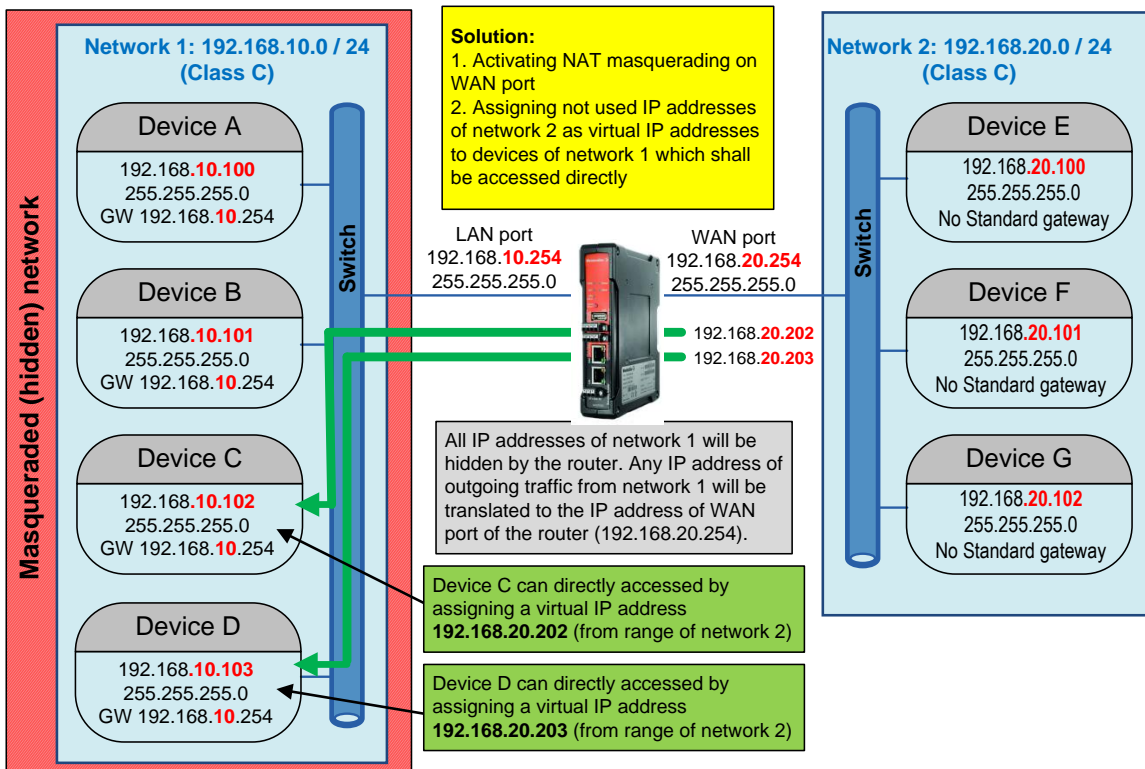 Masqueraded (hidden) network
Network 1: 192.168.10.0 / 24
(Class C)
Device A
192.168.10.100
255.255.255.0
GW 192.168.10.254
Device B
192.168.10.101
255.255.255.0
GW 192.168.10.254
Device C
192.168.10.102
255.255.255.0
GW 192.168.10.254
Device D
192.168.10.103
255.255.255.0
GW 192.168.10.254
Switch
Solution:
1. Activating NAT masquerading on
WAN port
2. Assigning not used IP addresses
of network 2 as virtual IP addresses
to devices of network 1 which shall
be accessed directly
LAN port
192.168.10.254
255.255.255.0
WAN port
192.168.20.254
255.255.255.0
192.168.20.202
192.168.20.203
All IP addresses of network 1 will be
hidden by the router. Any IP address of
outgoing traffic from network 1 will be
translated to the IP address of WAN
port of the router (192.168.20.254).
Device C can directly accessed by
assigning a virtual IP address
192.168.20.202 (from range of network 2)
Device D can directly accessed by
assigning a virtual IP address
192.168.20.203 (from range of network 2)
Network 2: 192.168.20.0 / 24
(Class C)
Switch
Device E
192.168.20.100
255.255.255.0
No Standard gateway
Device F
192.168.20.101
255.255.255.0
No Standard gateway
Device G
192.168.20.102
255.255.255.0
No Standard gateway